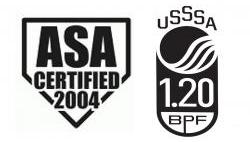 ASA
CERTIFIED
2004
USSSA
1.20
BPF